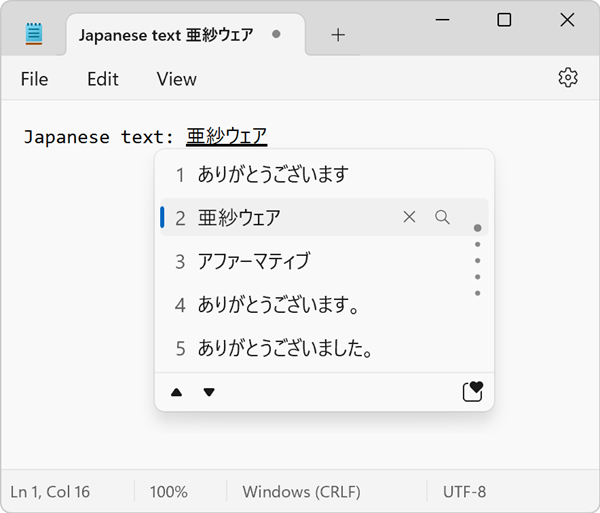 Japanese text 亜紗ウェア
File Edit View
Japanese text: 亜紗ウェア
1 ありがとうございます
2 亜紗ウェア
3 アファーマティブ
4 ありがとうございます。
5 ありがとうございました。
Ln 1, Col 16 100% Windows (CRLF) UTF-8